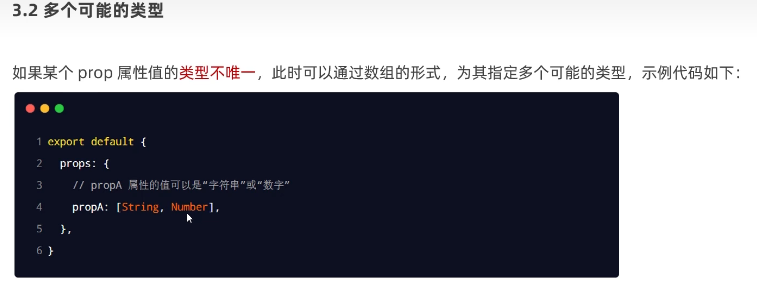 3.2 多个可能的类型
如果某个 prop 属性值的类型不唯一，此时可以通过数组的形式，为其指定多个可能的类型，示例代码如下：
1 export default {
2 props: {
3 // propA 属性的值可以是“字符串”或“数字”
4 propA: [String, Number],
5 },
6 }